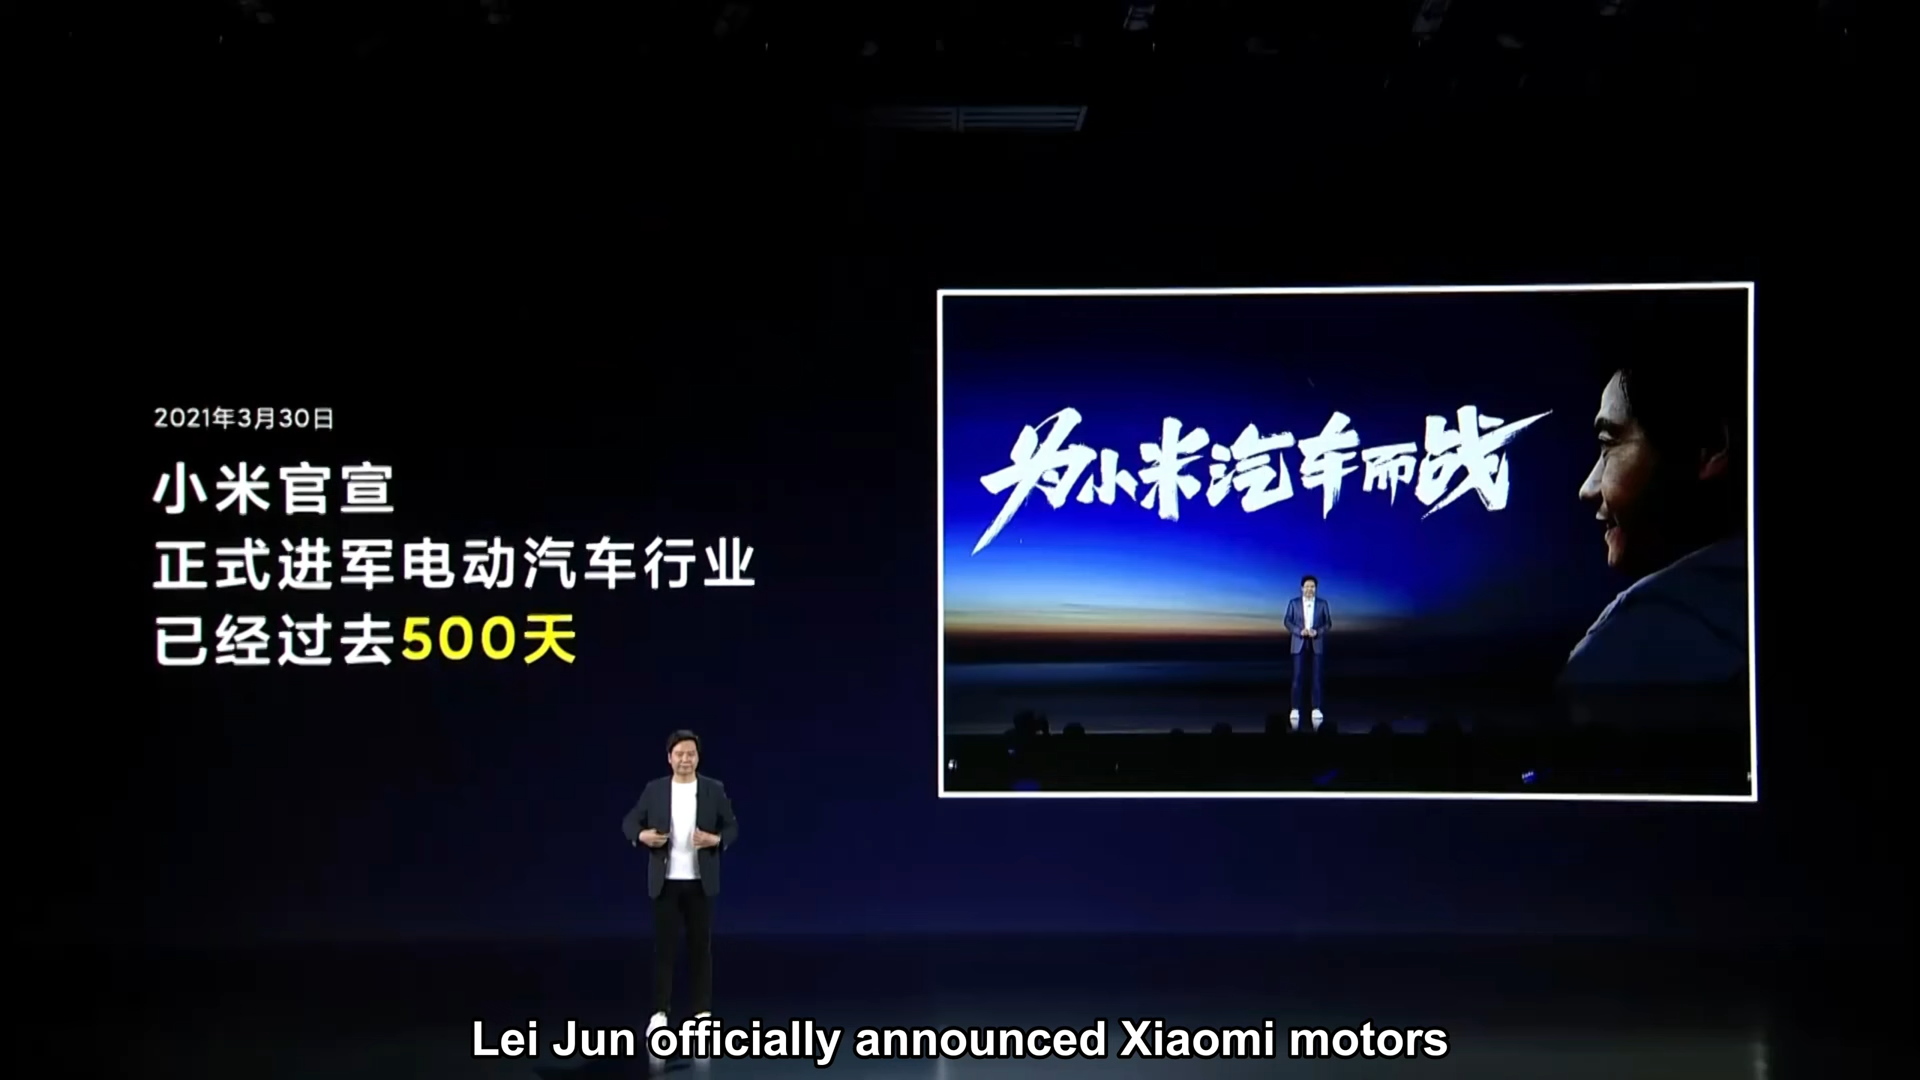 2021年3月30日
小米官宣
正式进军电动汽车行业
已经过去500天
为小米汽车而战
Lei Jun officially announced Xiaomi motors